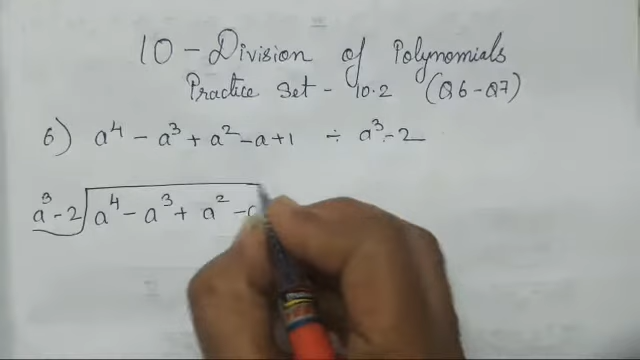 10 - Division of Polynomials
Practice Set - 10.2 (Q6-Q7)
6) a⁴ - a³ + a² - a + 1 ÷ a³ - 2
a³ - 2 a⁴ - a³ + a² - a